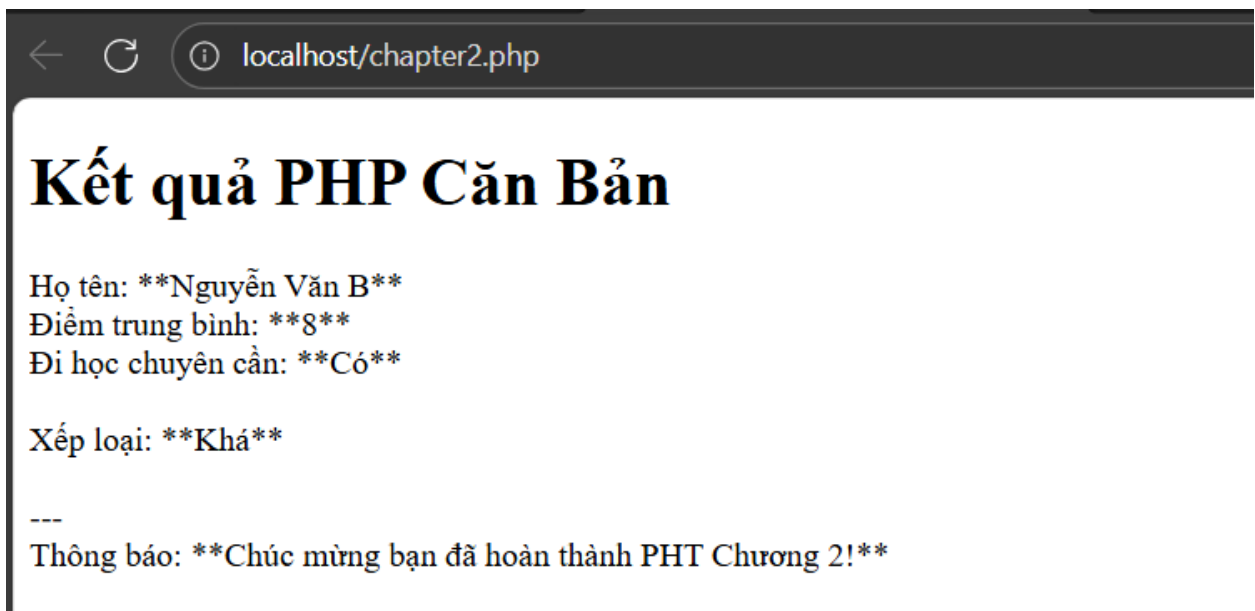 localhost/chapter2.php
Kết quả PHP Căn Bản
Họ tên: **Nguyễn Văn B**
Điểm trung bình: **8**
Đi học chuyên cần: **Có**
Xếp loại: **Khá**
---
Thông báo: **Chúc mừng bạn đã hoàn thành PHT Chương 2!**